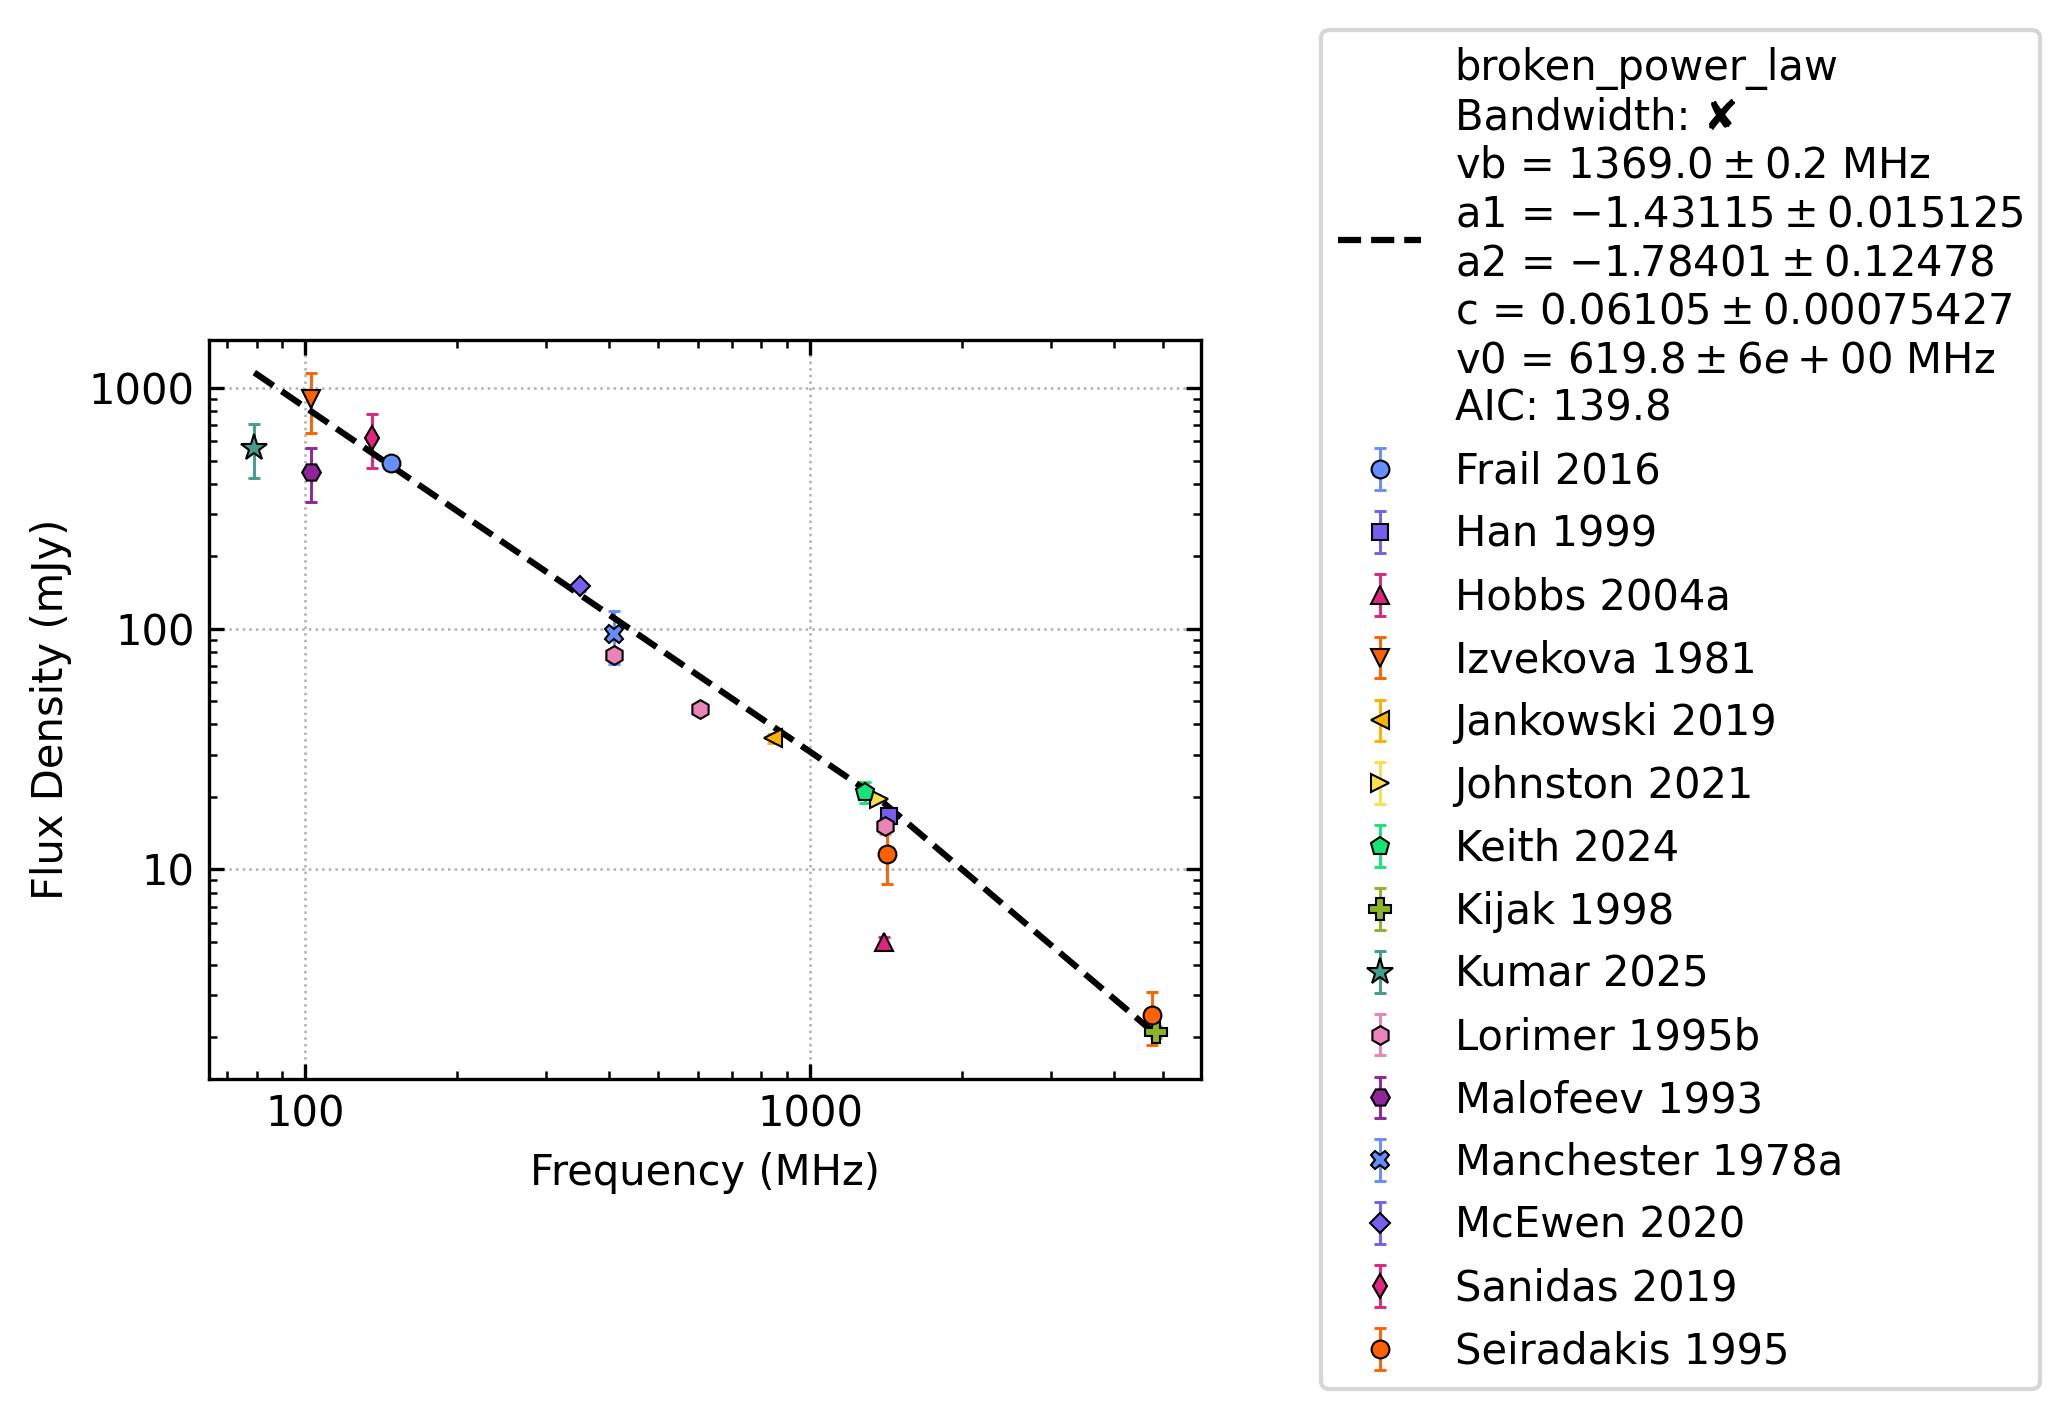 broken_power_law
Bandwidth: ✘
vb = 1369.0 ± 0.2 MHz
a1 = −1.43115 ± 0.015125
a2 = −1.78401 ± 0.12478
c = 0.06105 ± 0.00075427
v0 = 619.8 ± 6e + 00 MHz
AIC: 139.8
Frail 2016
Han 1999
Hobbs 2004a
Izvekova 1981
Jankowski 2019
Johnston 2021
Keith 2024
Kijak 1998
Kumar 2025
Lorimer 1995b
Malofeev 1993
Manchester 1978a
McEwen 2020
Sanidas 2019
Seiradakis 1995
Flux Density (mJy)
1000
100
10
100
1000
Frequency (MHz)